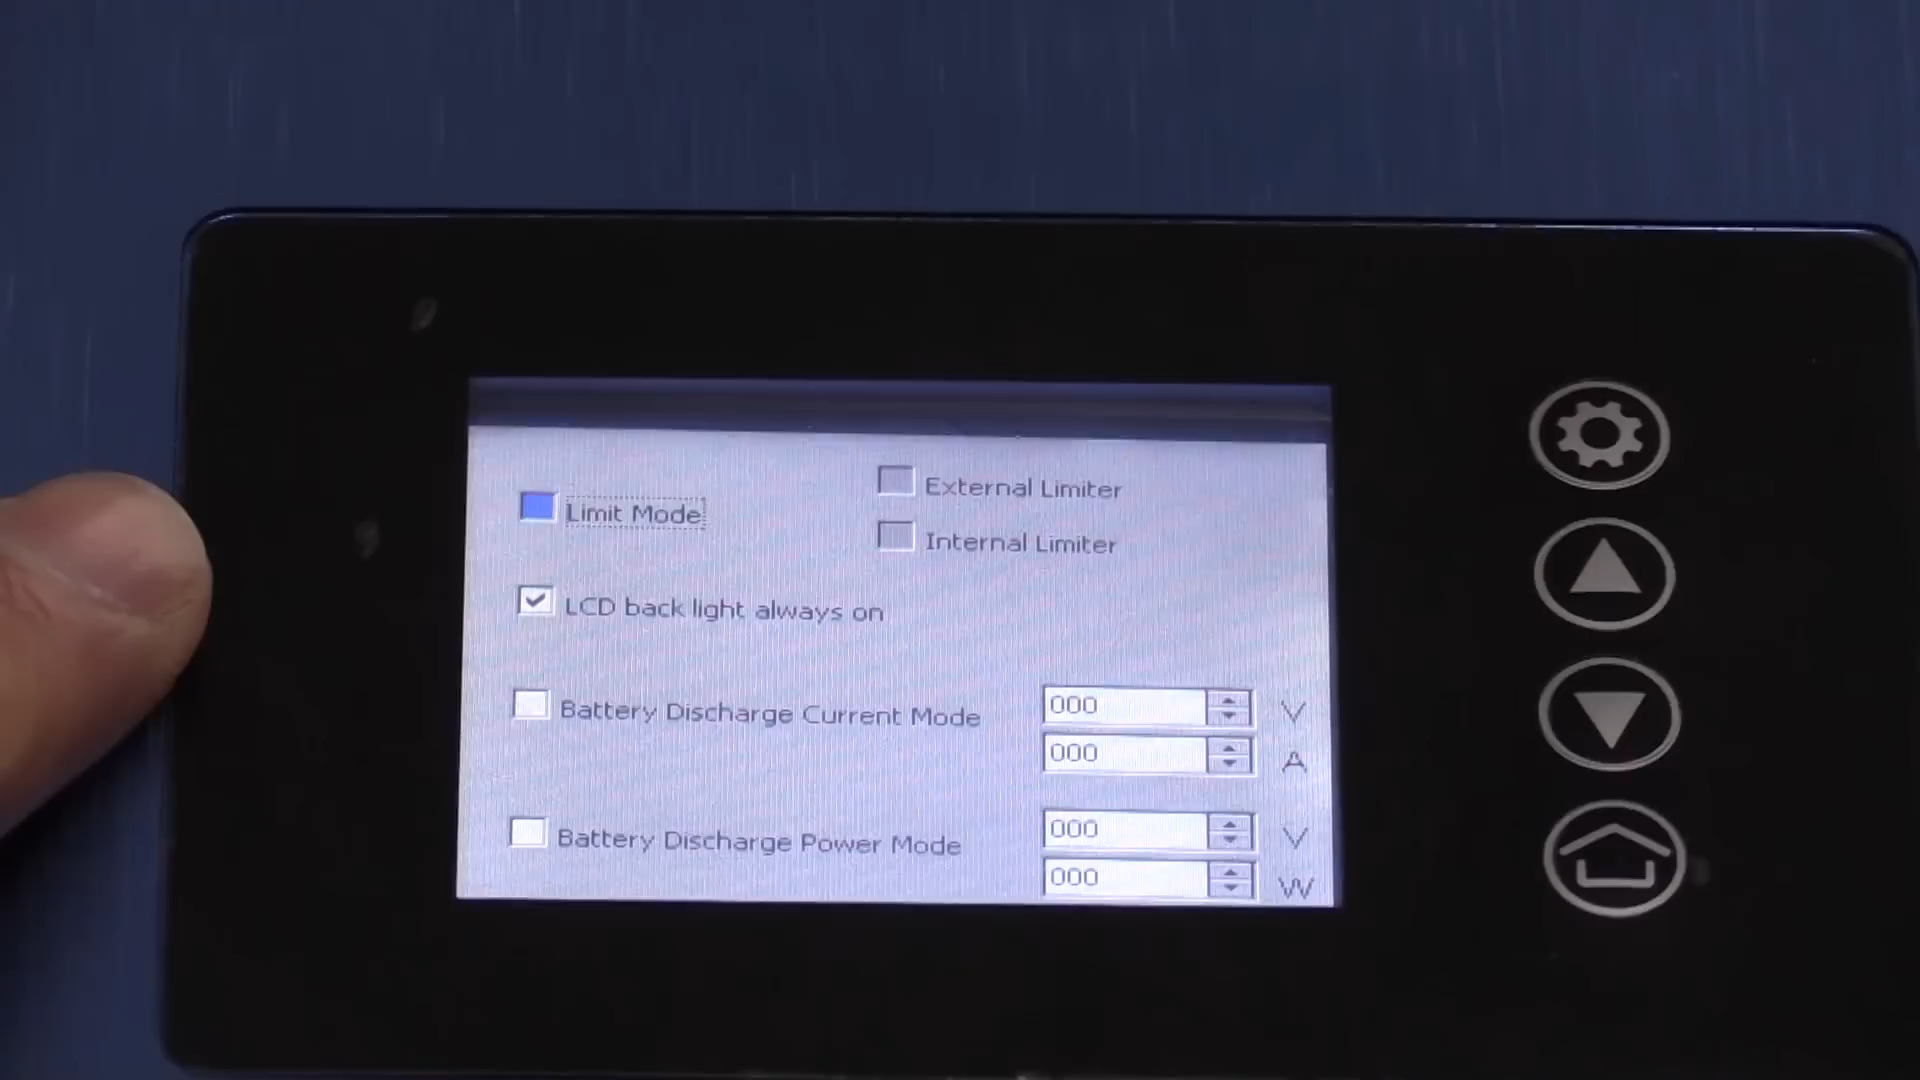 Limit Mode
External Limiter
Internal Limiter
LCD back light always on
Battery Discharge Current Mode
000 V
000 A
Battery Discharge Power Mode
000 V
000 W